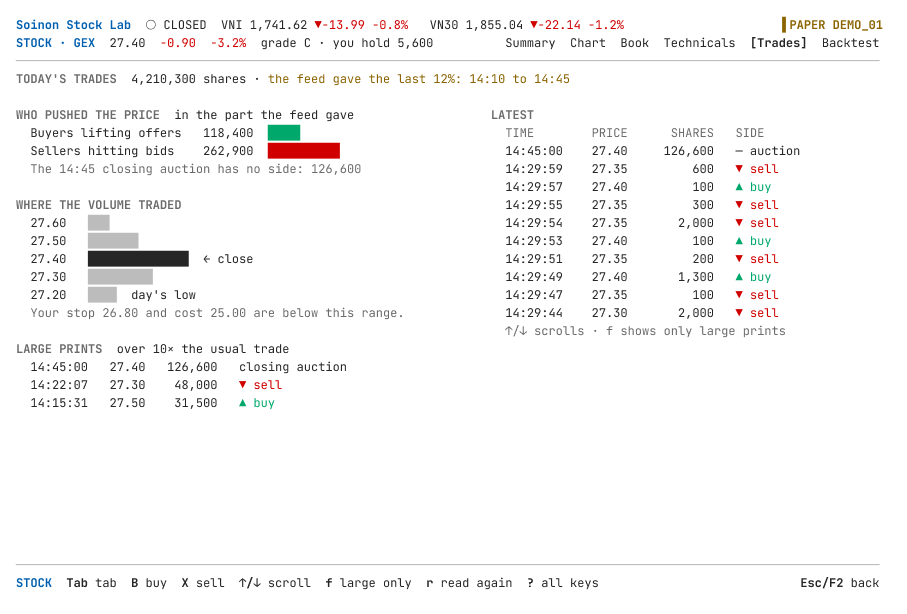 Soinon Stock Lab ○ CLOSED VNI 1,741.62 ▼-13.99 -0.8% VN30 1,855.04 ▼-22.14 -1.2% PAPER DEMO_01
STOCK · GEX 27.40 -0.90 -3.2% grade C · you hold 5,600 Summary Chart Book Technicals [Trades] Backtest
TODAY'S TRADES 4,210,300 shares · the feed gave the last 12%: 14:10 to 14:45
WHO PUSHED THE PRICE in the part the feed gave
Buyers lifting offers 118,400
Sellers hitting bids 262,900
The 14:45 closing auction has no side: 126,600
WHERE THE VOLUME TRADED
27.60
27.50
27.40 ← close
27.30
27.20 day's low
Your stop 26.80 and cost 25.00 are below this range.
LARGE PRINTS over 10× the usual trade
14:45:00 27.40 126,600 closing auction
14:22:07 27.30 48,000 ▼ sell
14:15:31 27.50 31,500 ▲ buy
LATEST
TIME PRICE SHARES SIDE
14:45:00 27.40 126,600 — auction
14:29:59 27.35 600 ▼ sell
14:29:57 27.40 100 ▲ buy
14:29:55 27.35 300 ▼ sell
14:29:54 27.35 2,000 ▼ sell
14:29:53 27.40 100 ▲ buy
14:29:51 27.35 200 ▼ sell
14:29:49 27.40 1,300 ▲ buy
14:29:47 27.35 100 ▼ sell
14:29:44 27.30 2,000 ▼ sell
↑/↓ scrolls · f shows only large prints
STOCK Tab tab B buy X sell ↑/↓ scroll f large only r read again ? all keys Esc/F2 back